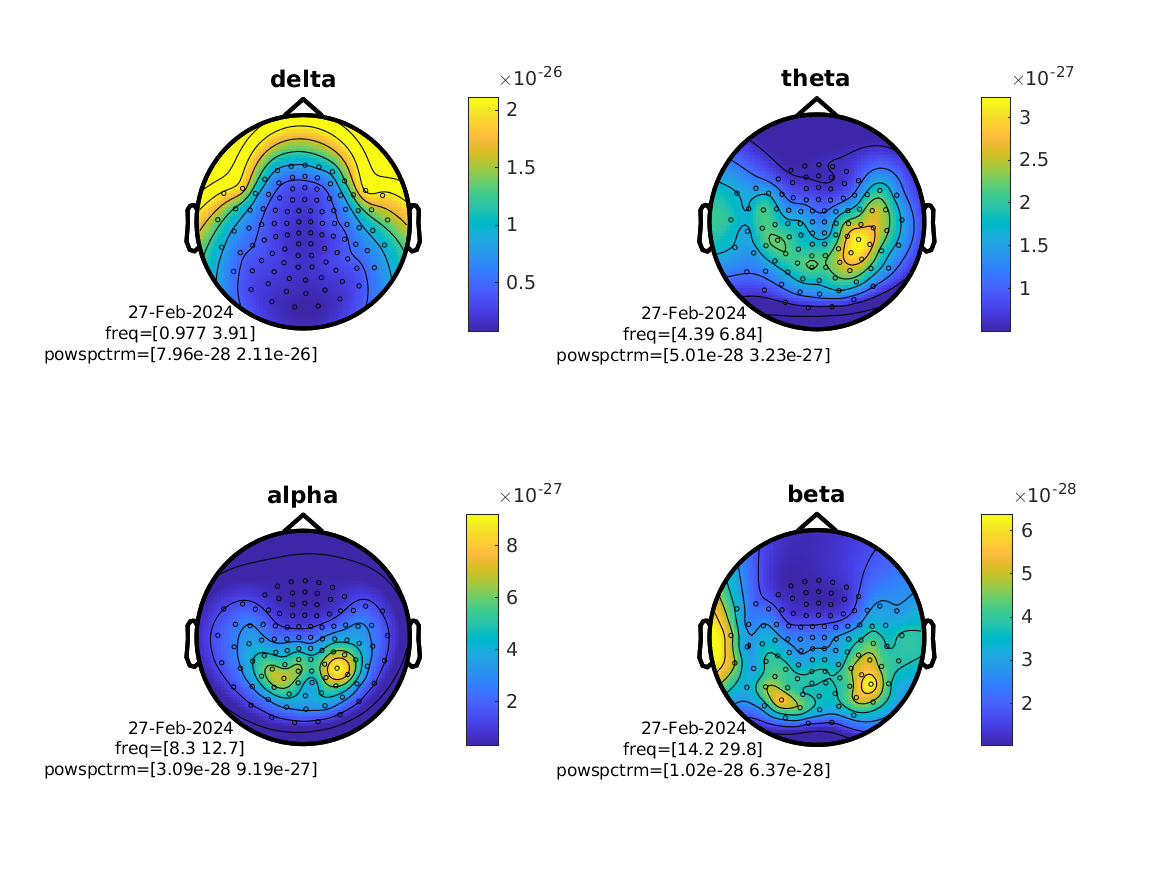 delta
×10-26
2
1.5
1
0.5
27-Feb-2024
freq=[0.977 3.91]
powspctrm=[7.96e-28 2.11e-26]
theta
×10-27
3
2.5
2
1.5
1
27-Feb-2024
freq=[4.39 6.84]
powspctrm=[5.01e-28 3.23e-27]
alpha
×10-27
8
6
4
2
27-Feb-2024
freq=[8.3 12.7]
powspctrm=[3.09e-28 9.19e-27]
beta
×10-28
6
5
4
3
2
27-Feb-2024
freq=[14.2 29.8]
powspctrm=[1.02e-28 6.37e-28]